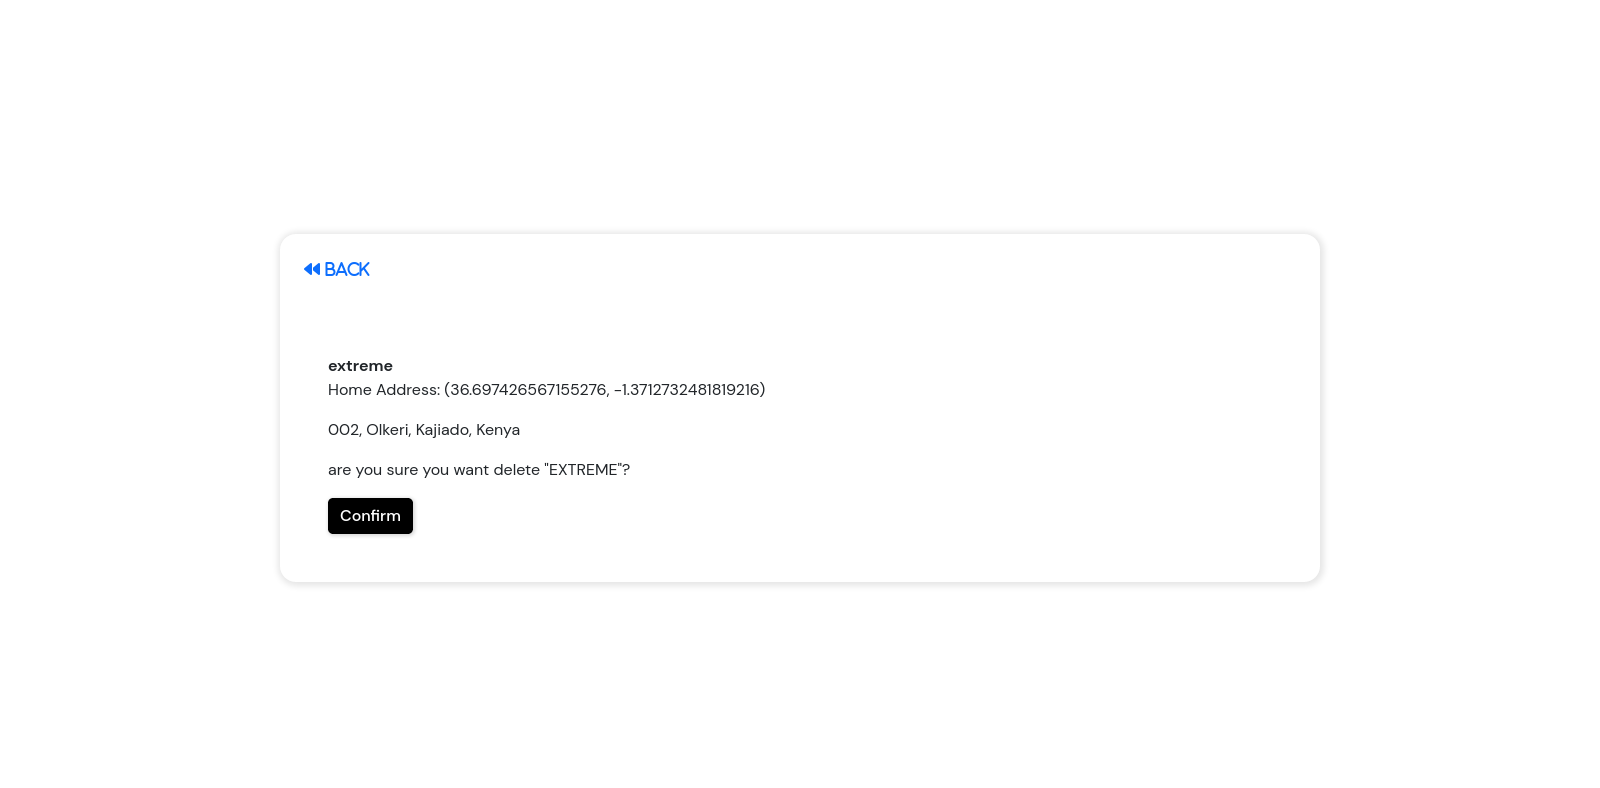 BACK
extreme
Home Address: (36.697426567155276, -1.3712732481819216)
002, Olkeri, Kajiado, Kenya
are you sure you want delete "EXTREME"?
Confirm